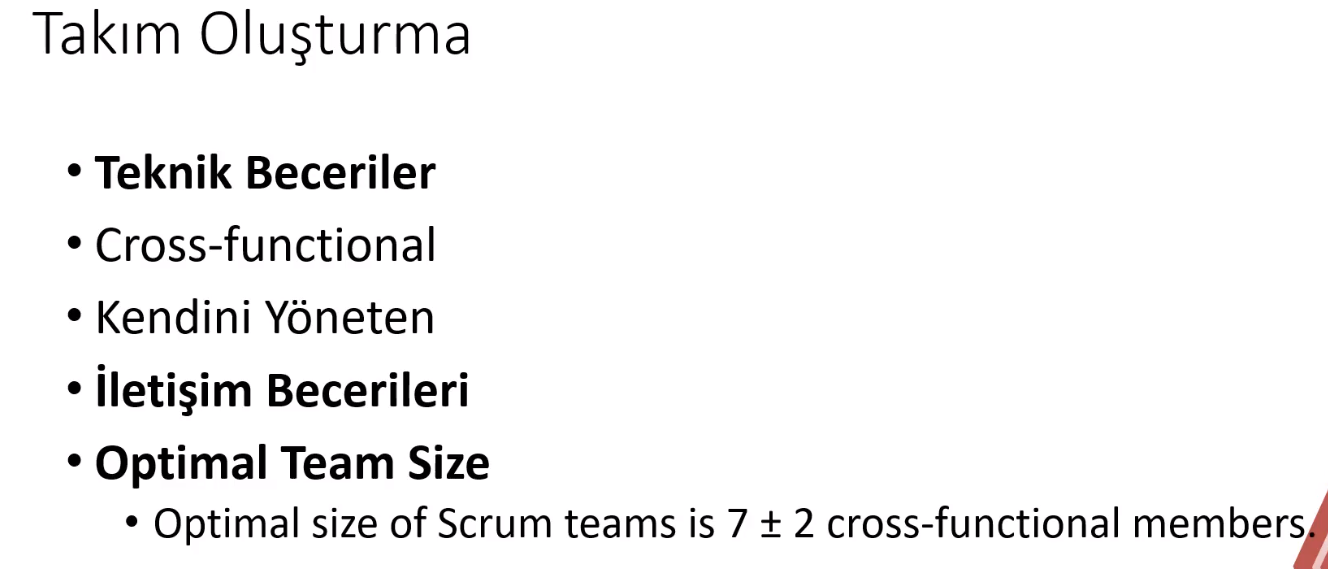 Takım Oluşturma
• Teknik Beceriler
• Cross-functional
• Kendini Yöneten
• İletişim Becerileri
• Optimal Team Size
• Optimal size of Scrum teams is 7 ± 2 cross-functional members.